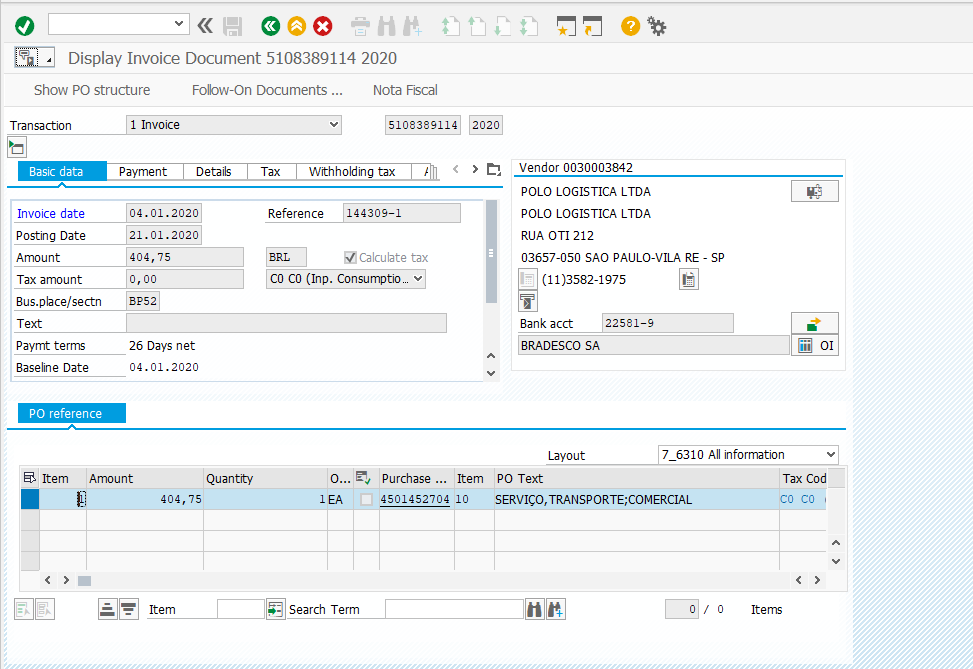 Display Invoice Document 5108389114 2020
Show PO structure Follow-On Documents ... Nota Fiscal
Transaction 1 Invoice 5108389114 2020
Basic data Payment Details Tax Withholding tax
Vendor 0030003842
Invoice date 04.01.2020 Reference 144309-1
Posting Date 21.01.2020
Amount 404,75 BRL Calculate tax
Tax amount 0,00 C0 C0 (Inp. Consumptio...
Bus.place/sectn BP52
Text
Paymt terms 26 Days net
Baseline Date 04.01.2020
POLO LOGISTICA LTDA
POLO LOGISTICA LTDA
RUA OTI 212
03657-050 SAO PAULO-VILA RE - SP
(11)3582-1975
Bank acct 22581-9
BRADESCO SA OI
PO reference
Layout 7_6310 All information
Item Amount Quantity O... Purchase ... Item PO Text Tax Cod
1 404,75 1 EA 4501452704 10 SERVIÇO,TRANSPORTE;COMERCIAL C0 C0
Item Search Term 0 / 0 Items